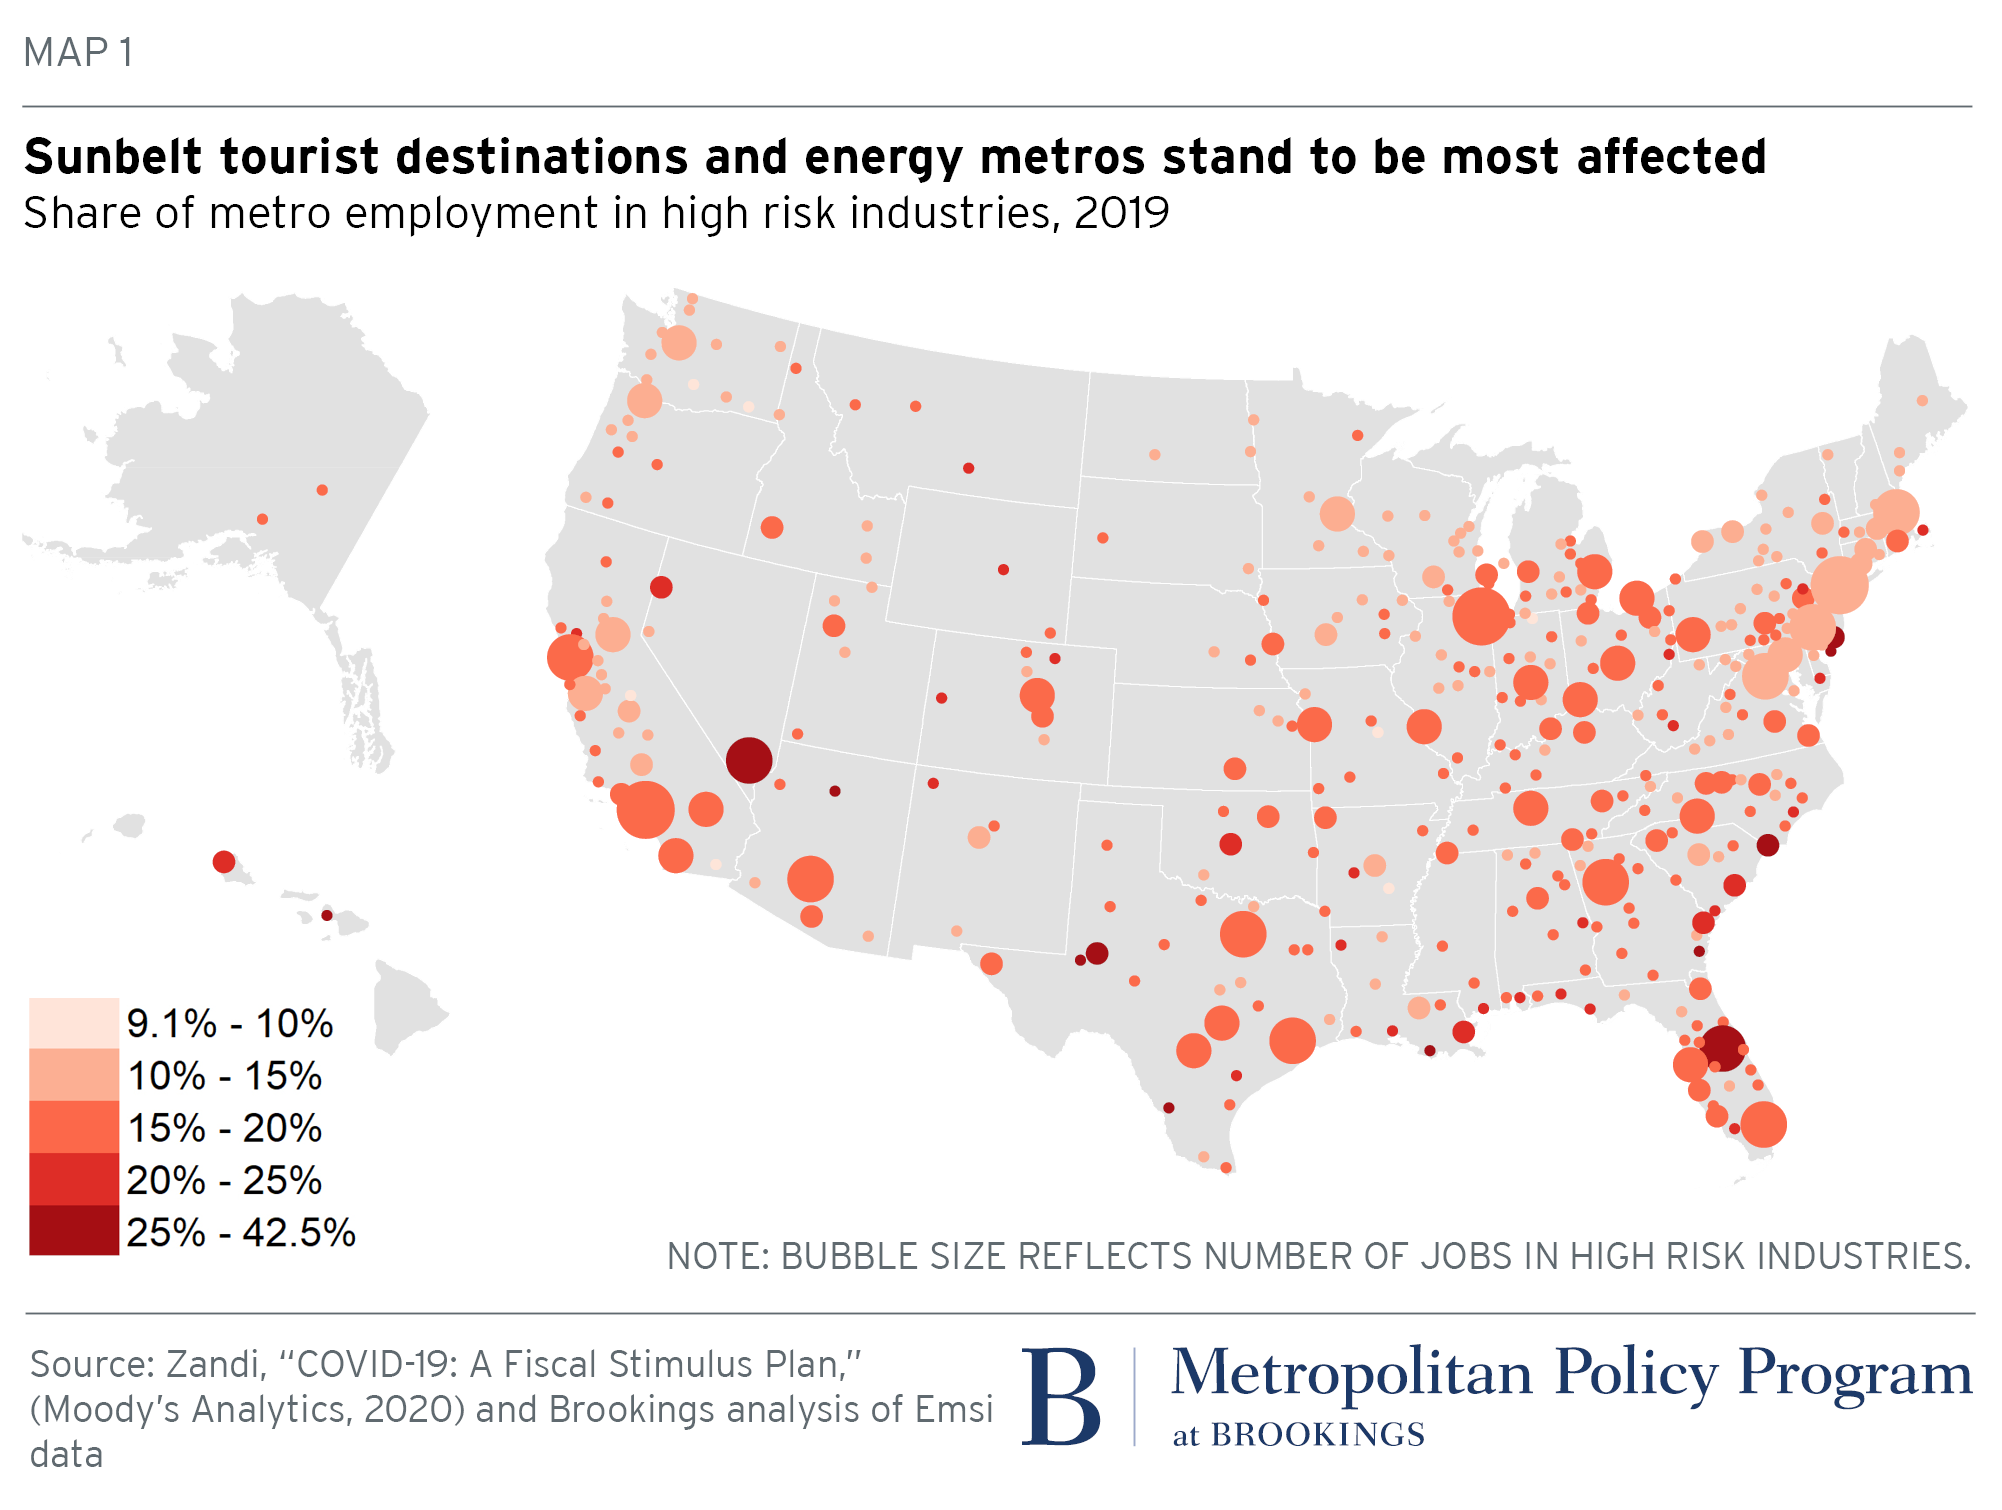 MAP 1
Sunbelt tourist destinations and energy metros stand to be most affected
Share of metro employment in high risk industries, 2019
9.1% - 10%
10% - 15%
15% - 20%
20% - 25%
25% - 42.5%
NOTE: BUBBLE SIZE REFLECTS NUMBER OF JOBS IN HIGH RISK INDUSTRIES.
Source: Zandi, “COVID-19: A Fiscal Stimulus Plan,”
(Moody’s Analytics, 2020) and Brookings analysis of Emsi
data
B
Metropolitan Policy Program
at BROOKINGS